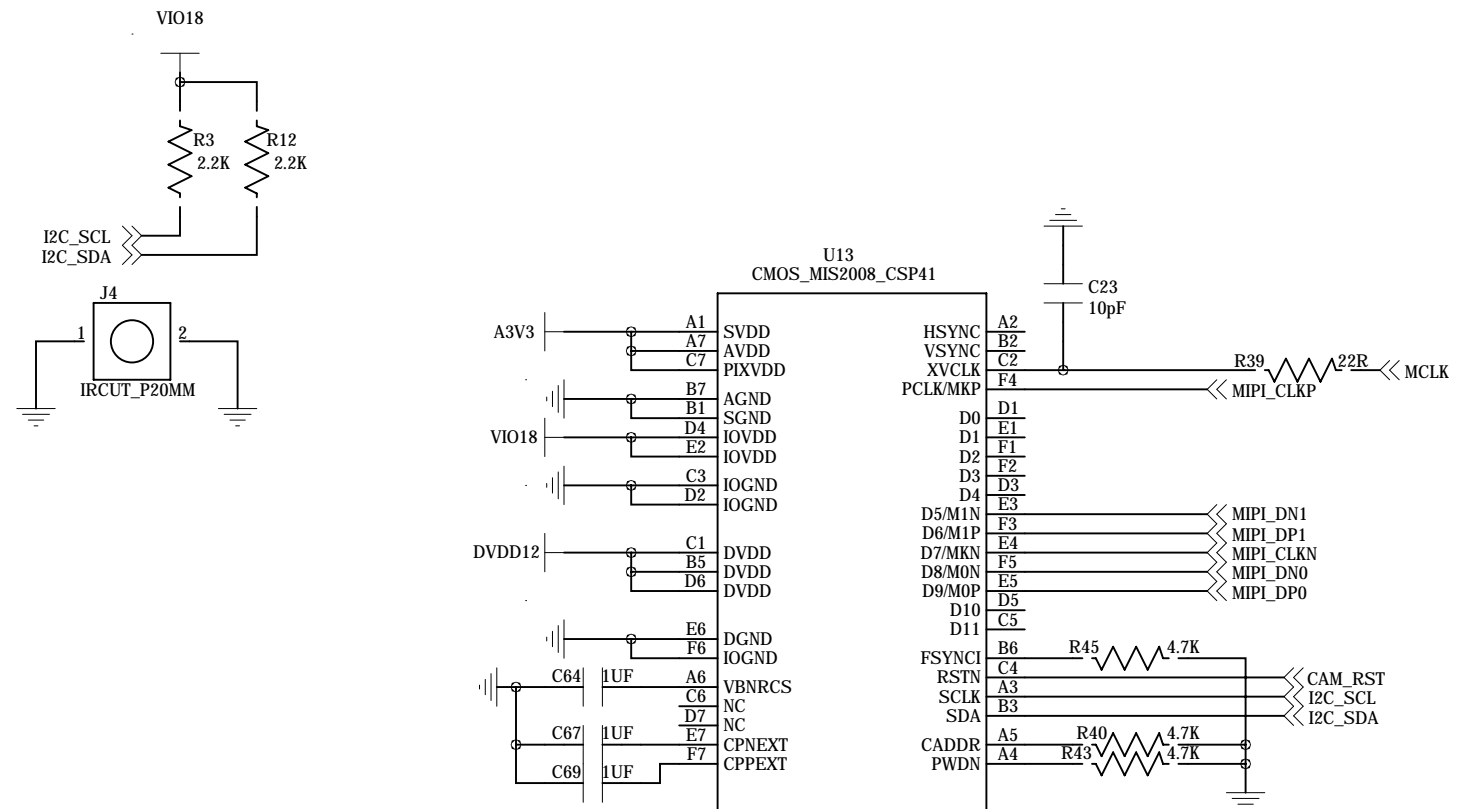 VIO18
R3
2.2K
R12
2.2K
I2C_SCL
I2C_SDA
J4
1
2
IRCUT_P20MM
U13
CMOS_MIS2008_CSP41
C23
10pF
A3V3
A1 SVDD
A7 AVDD
C7 PIXVDD
B7 AGND
B1 SGND
VIO18
D4 IOVDD
E2 IOVDD
C3 IOGND
D2 IOGND
DVDD12
C1 DVDD
B5 DVDD
D6 DVDD
E6 DGND
F6 IOGND
C64 1UF A6 VBNRCS
C6 NC
D7 NC
C67 1UF E7 CPNEXT
C69 1UF F7 CPPEXT
HSYNC A2
VSYNC B2
XVCLK C2 R39 22R MCLK
PCLK/MKP F4 MIPI_CLKP
D0 D1
D1 E1
D2 F1
D3 F2
D4 D3
D5/M1N E3 MIPI_DN1
D6/M1P F3 MIPI_DP1
D7/MKN E4 MIPI_CLKN
D8/M0N F5 MIPI_DN0
D9/M0P E5 MIPI_DP0
D10 D5
D11 C5
FSYNCI B6 R45 4.7K
RSTN C4 CAM_RST
SCLK A3 I2C_SCL
SDA B3 I2C_SDA
CADDR A5 R40 4.7K
PWDN A4 R43 4.7K